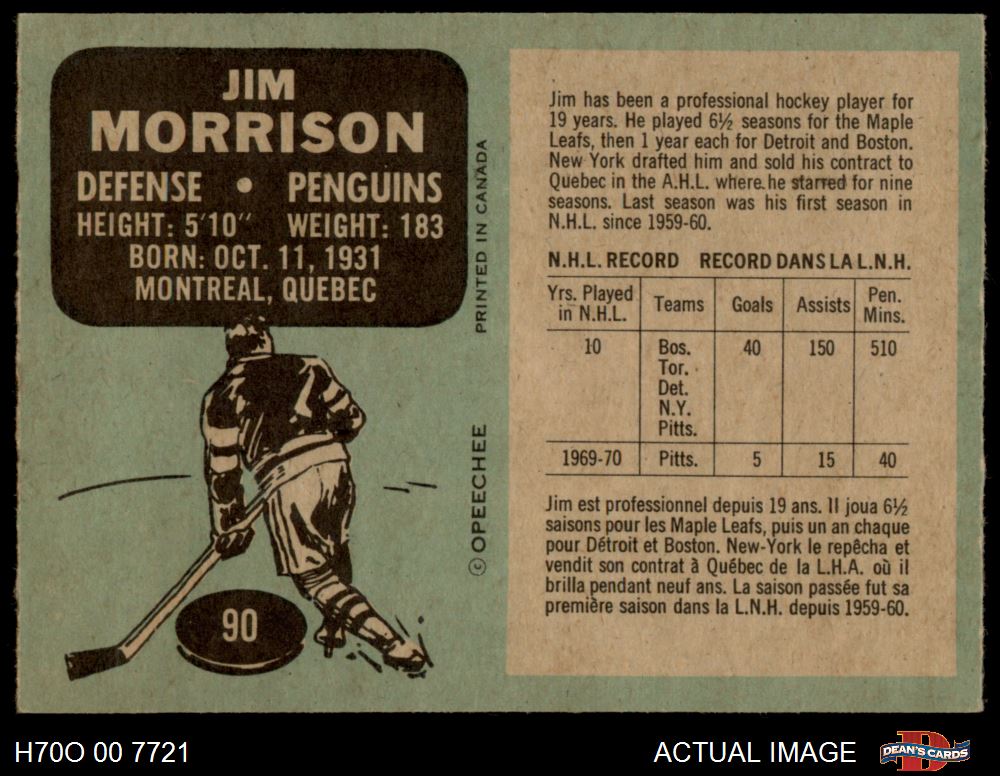 JIM
MORRISON
DEFENSE • PENGUINS
HEIGHT: 5'10" WEIGHT: 183
BORN: OCT. 11, 1931
MONTREAL, QUEBEC
90
© OPEECHEE PRINTED IN CANADA
Jim has been a professional hockey player for
19 years. He played 6½ seasons for the Maple
Leafs, then 1 year each for Detroit and Boston.
New York drafted him and sold his contract to
Quebec in the A.H.L. where he starred for nine
seasons. Last season was his first season in
N.H.L. since 1959-60.
N.H.L. RECORD RECORD DANS LA L.N.H.
Yrs. Played in N.H.L. Teams Goals Assists Pen. Mins.
10 Bos. 40 150 510
Tor.
Det.
N.Y.
Pitts.
1969-70 Pitts. 5 15 40
Jim est professionnel depuis 19 ans. Il joua 6½
saisons pour les Maple Leafs, puis un an chaque
pour Détroit et Boston. New-York le repêcha et
vendit son contrat à Québec de la L.H.A. où il
brilla pendant neuf ans. La saison passée fut sa
première saison dans la L.N.H. depuis 1959-60.
H70O 00 7721
ACTUAL IMAGE
DEAN'S CARDS